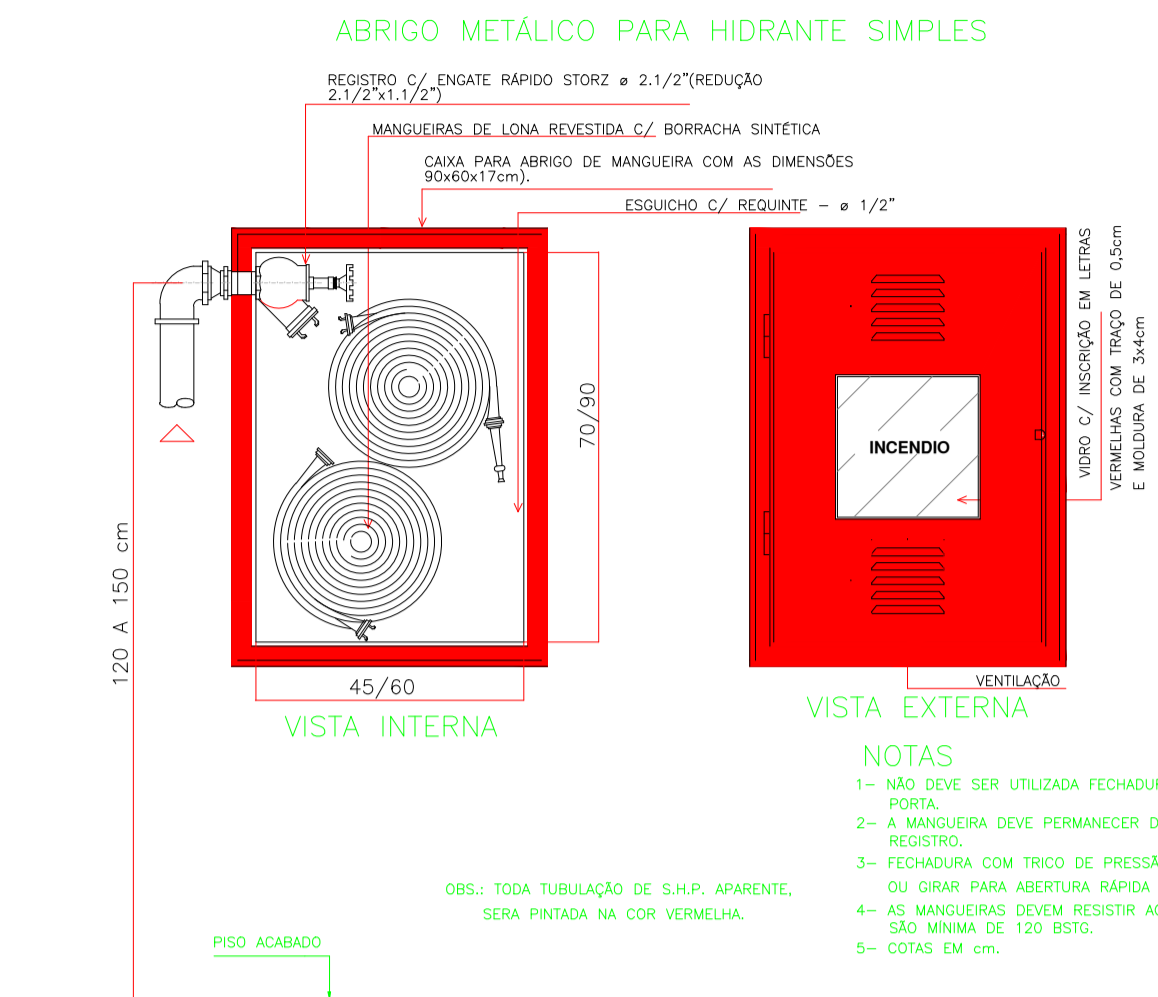 ABRIGO METÁLICO PARA HIDRANTE SIMPLES
REGISTRO C/ ENGATE RÁPIDO STORZ ø 2.1/2"(REDUÇÃO
2.1/2"x1.1/2")
MANGUEIRAS DE LONA REVESTIDA C/ BORRACHA SINTÉTICA
CAIXA PARA ABRIGO DE MANGUEIRA COM AS DIMENSÕES
90x60x17cm).
ESGUICHO C/ REQUINTE – ø 1/2"
70/90
45/60
120 A 150 cm
VISTA INTERNA
INCENDIO
VIDRO C/ INSCRIÇÃO EM LETRAS
VERMELHAS COM TRAÇO DE 0,5cm
E MOLDURA DE 3x4cm
VENTILAÇÃO
VISTA EXTERNA
NOTAS
1– NÃO DEVE SER UTILIZADA
PORTA.
2– A MANGUEIRA DEVE PERMANECER
REGISTRO.
3– FECHADURA COM TRICO DE
OU GIRAR PARA ABERTURA RÁPIDA
4– AS MANGUEIRAS DEVEM RESISTIR
SÃO MÍNIMA DE 120 BSTG.
5– COTAS EM cm.
OBS.: TODA TUBULAÇÃO DE S.H.P. APARENTE,
SERA PINTADA NA COR VERMELHA.
PISO ACABADO